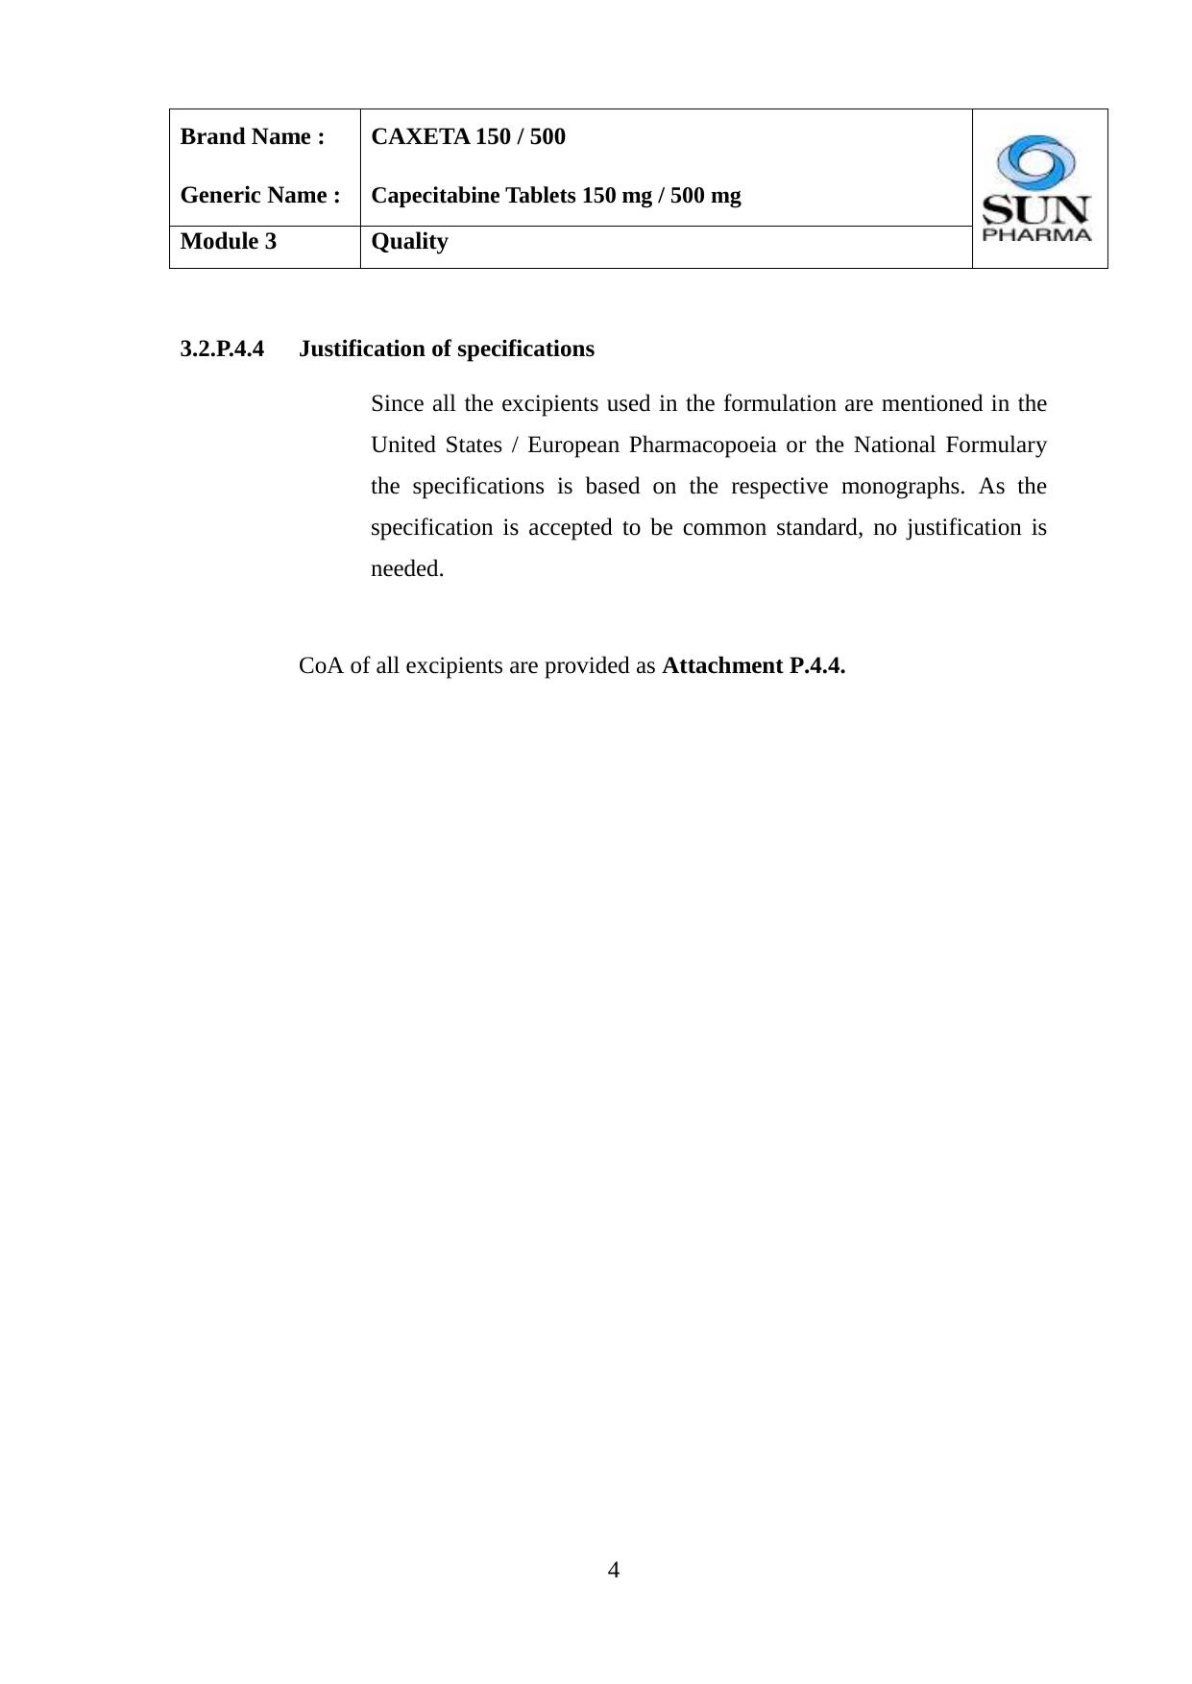 Brand Name :
CAXETA 150 / 500
Generic Name :
Capecitabine Tablets 150 mg / 500 mg
SUN
PHARMA
Module 3
Quality
3.2.P.4.4 Justification of specifications
Since all the excipients used in the formulation are mentioned in the
United States / European Pharmacopoeia or the National Formulary
the specifications is based on the respective monographs. As the
specification is accepted to be common standard, no justification is
needed.
CoA of all excipients are provided as Attachment P.4.4.
4